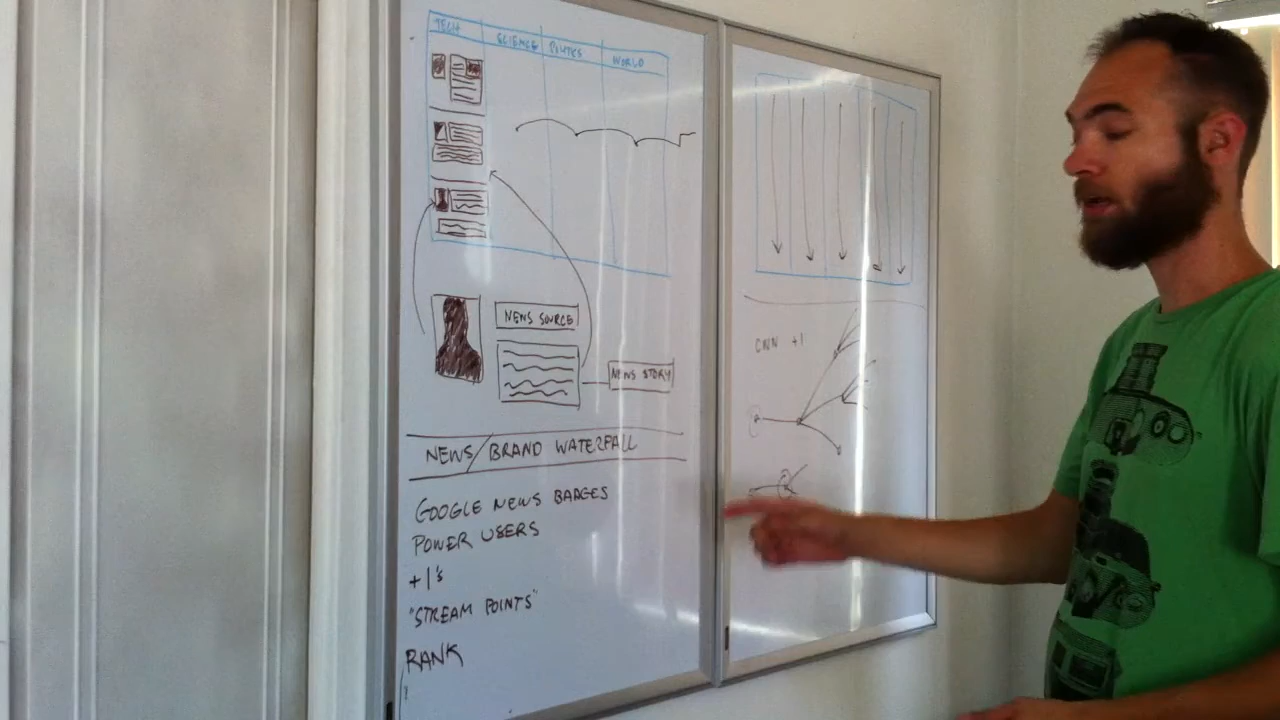 TECH SCIENCE POLITCS WORLD
NEWS SOURCE
NEWS STORY
NEWS/BRAND WATERFALL
GOOGLE NEWS BADGES
POWER USERS
+1's
"STREAM POINTS"
RANK
CNN +1